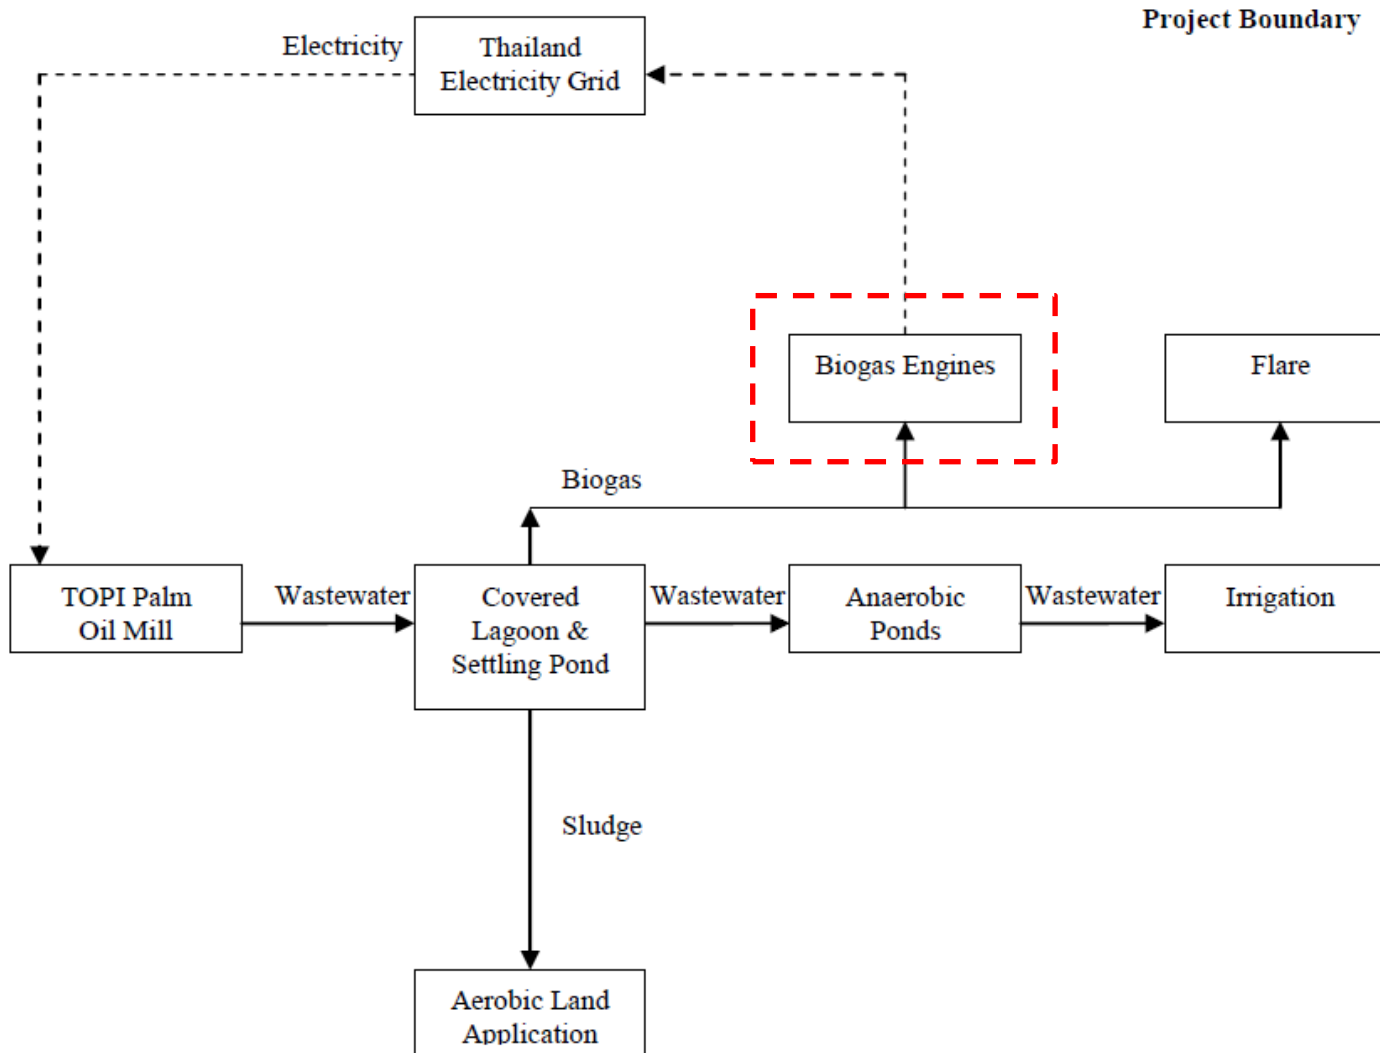 Project Boundary
Electricity
Thailand
Electricity Grid
Biogas Engines
Flare
Biogas
TOPI Palm
Oil Mill
Wastewater
Covered
Lagoon &
Settling Pond
Wastewater
Anaerobic
Ponds
Wastewater
Irrigation
Sludge
Aerobic Land
Application